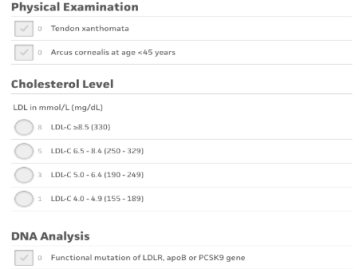 Physical Examination
0 Tendon xanthomata
0 Arcus cornealis at age <45 years
Cholesterol Level
LDL in mmol/L (mg/dL)
8 LDL-C ≥8.5 (330)
5 LDL-C 6.5 - 8.4 (250 - 329)
3 LDL-C 5.0 - 6.4 (190 - 249)
1 LDL-C 4.0 - 4.9 (155 - 189)
DNA Analysis
0 Functional mutation of LDLR, apoB or PCSK9 gene